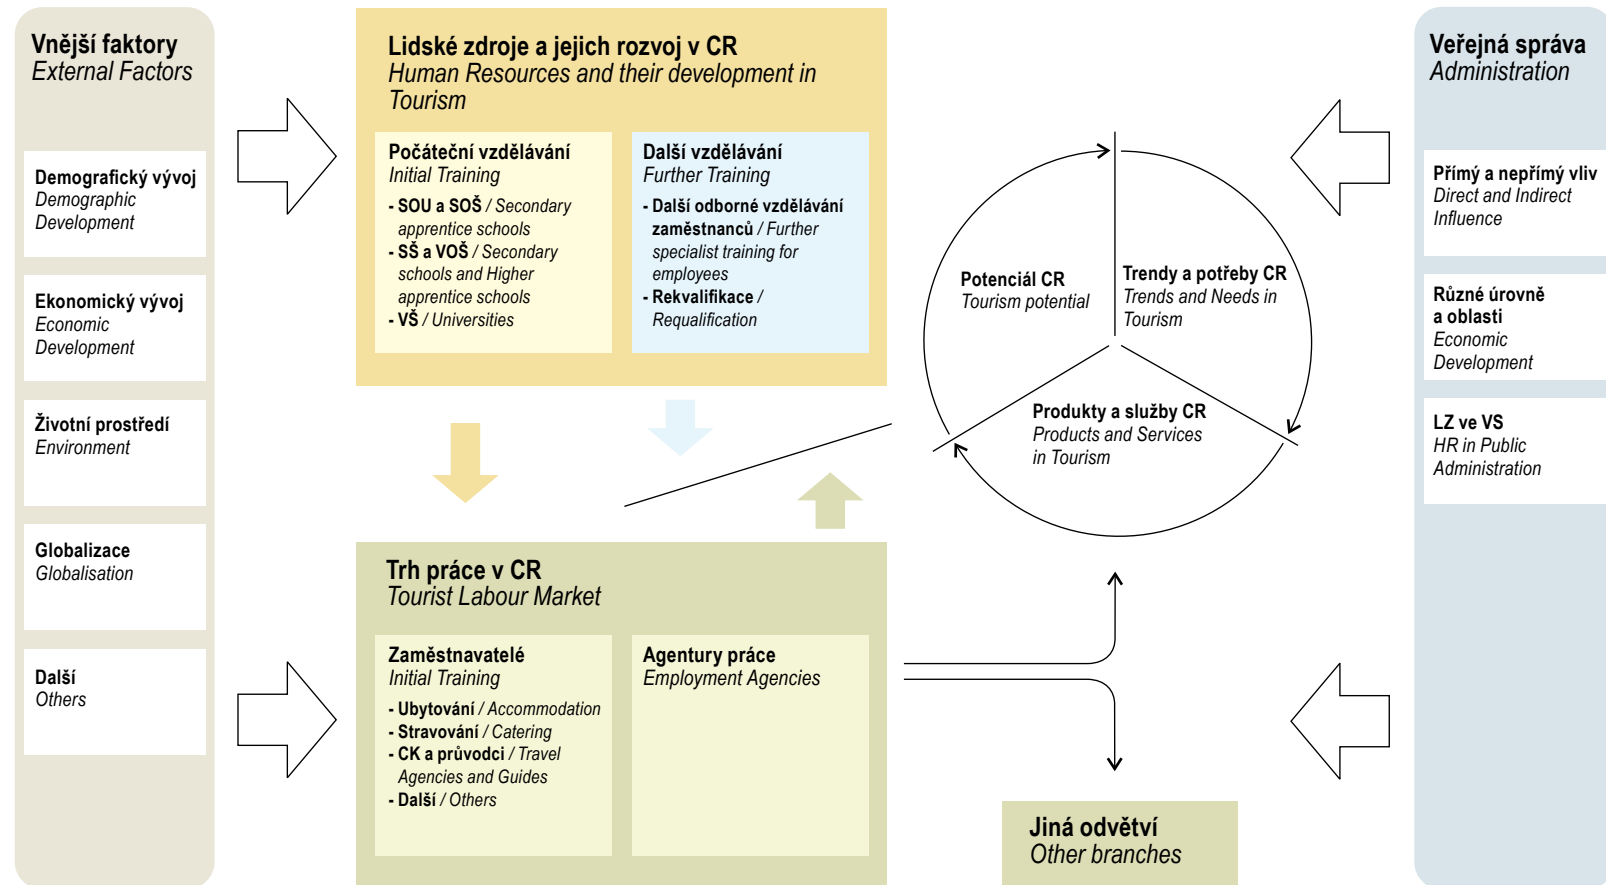 Vnější faktory
External Factors
Demografický vývoj
Demographic
Development
Ekonomický vývoj
Economic
Development
Životní prostředí
Environment
Globalizace
Globalisation
Další
Others
Lidské zdroje a jejich rozvoj v CR
Human Resources and their development in
Tourism
Počáteční vzdělávání
Initial Training
- SOU a SOŠ / Secondary
apprentice schools
- SŠ a VOŠ / Secondary
schools and Higher
apprentice schools
- VŠ / Universities
Další vzdělávání
Further Training
- Další odborné vzdělávání
zaměstnanců / Further
specialist training for
employees
- Rekvalifikace /
Requalification
Trh práce v CR
Tourist Labour Market
Zaměstnavatelé
Initial Training
- Ubytování / Accommodation
- Stravování / Catering
- CK a průvodci / Travel
Agencies and Guides
- Další / Others
Agentury práce
Employment Agencies
Potenciál CR
Tourism potential
Trendy a potřeby CR
Trends and Needs in
Tourism
Produkty a služby CR
Products and Services
in Tourism
Jiná odvětví
Other branches
Veřejná správa
Administration
Přímý a nepřímý vliv
Direct and Indirect
Influence
Různé úrovně
a oblasti
Economic
Development
LZ ve VS
HR in Public
Administration